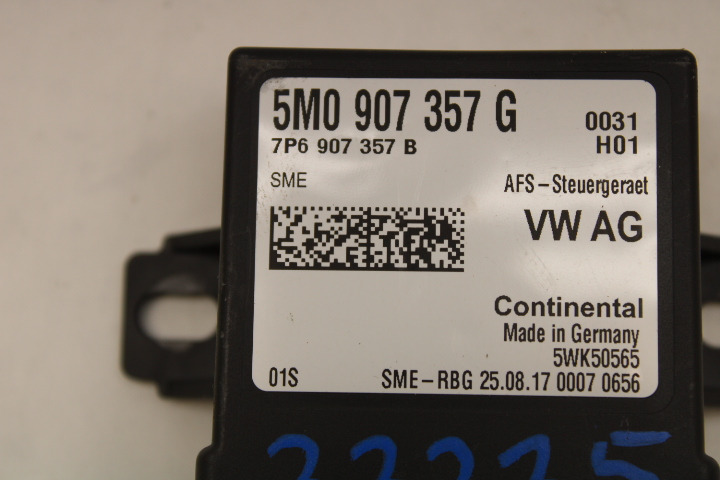 5M0 907 357 G 0031
7P6 907 357 B H01
SME AFS-Steuergeraet
VW AG
Continental
Made in Germany
5WK50565
01S SME-RBG 25.08.17 0007 0656